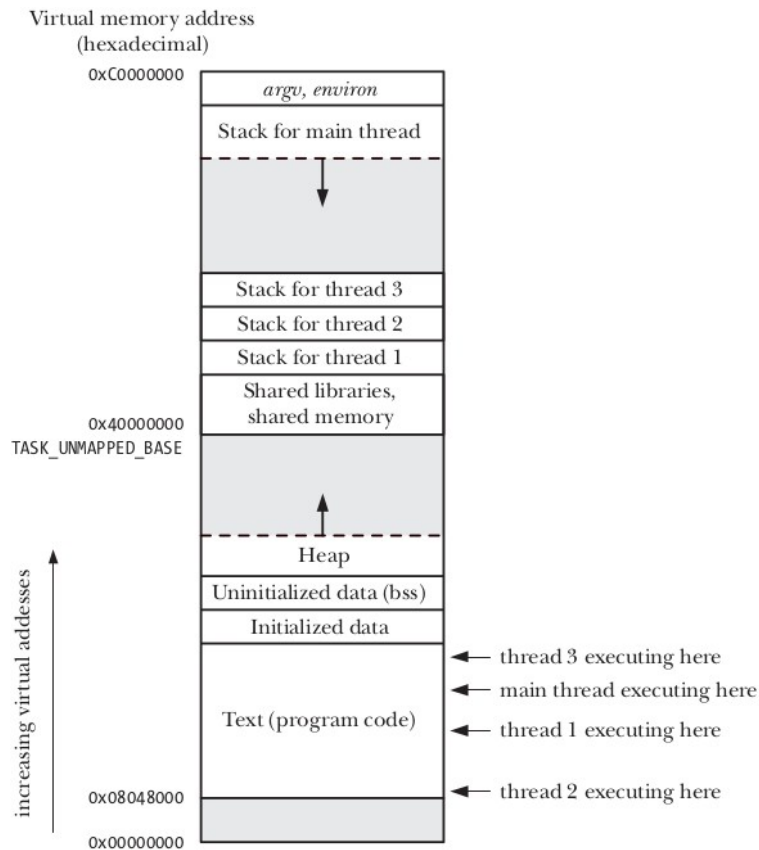 Virtual memory address
(hexadecimal)
0xC0000000
argv, environ
Stack for main thread
Stack for thread 3
Stack for thread 2
Stack for thread 1
Shared libraries,
shared memory
0x40000000
TASK_UNMAPPED_BASE
Heap
Uninitialized data (bss)
Initialized data
increasing virtual addesses
Text (program code)
thread 3 executing here
main thread executing here
thread 1 executing here
thread 2 executing here
0x08048000
0x00000000